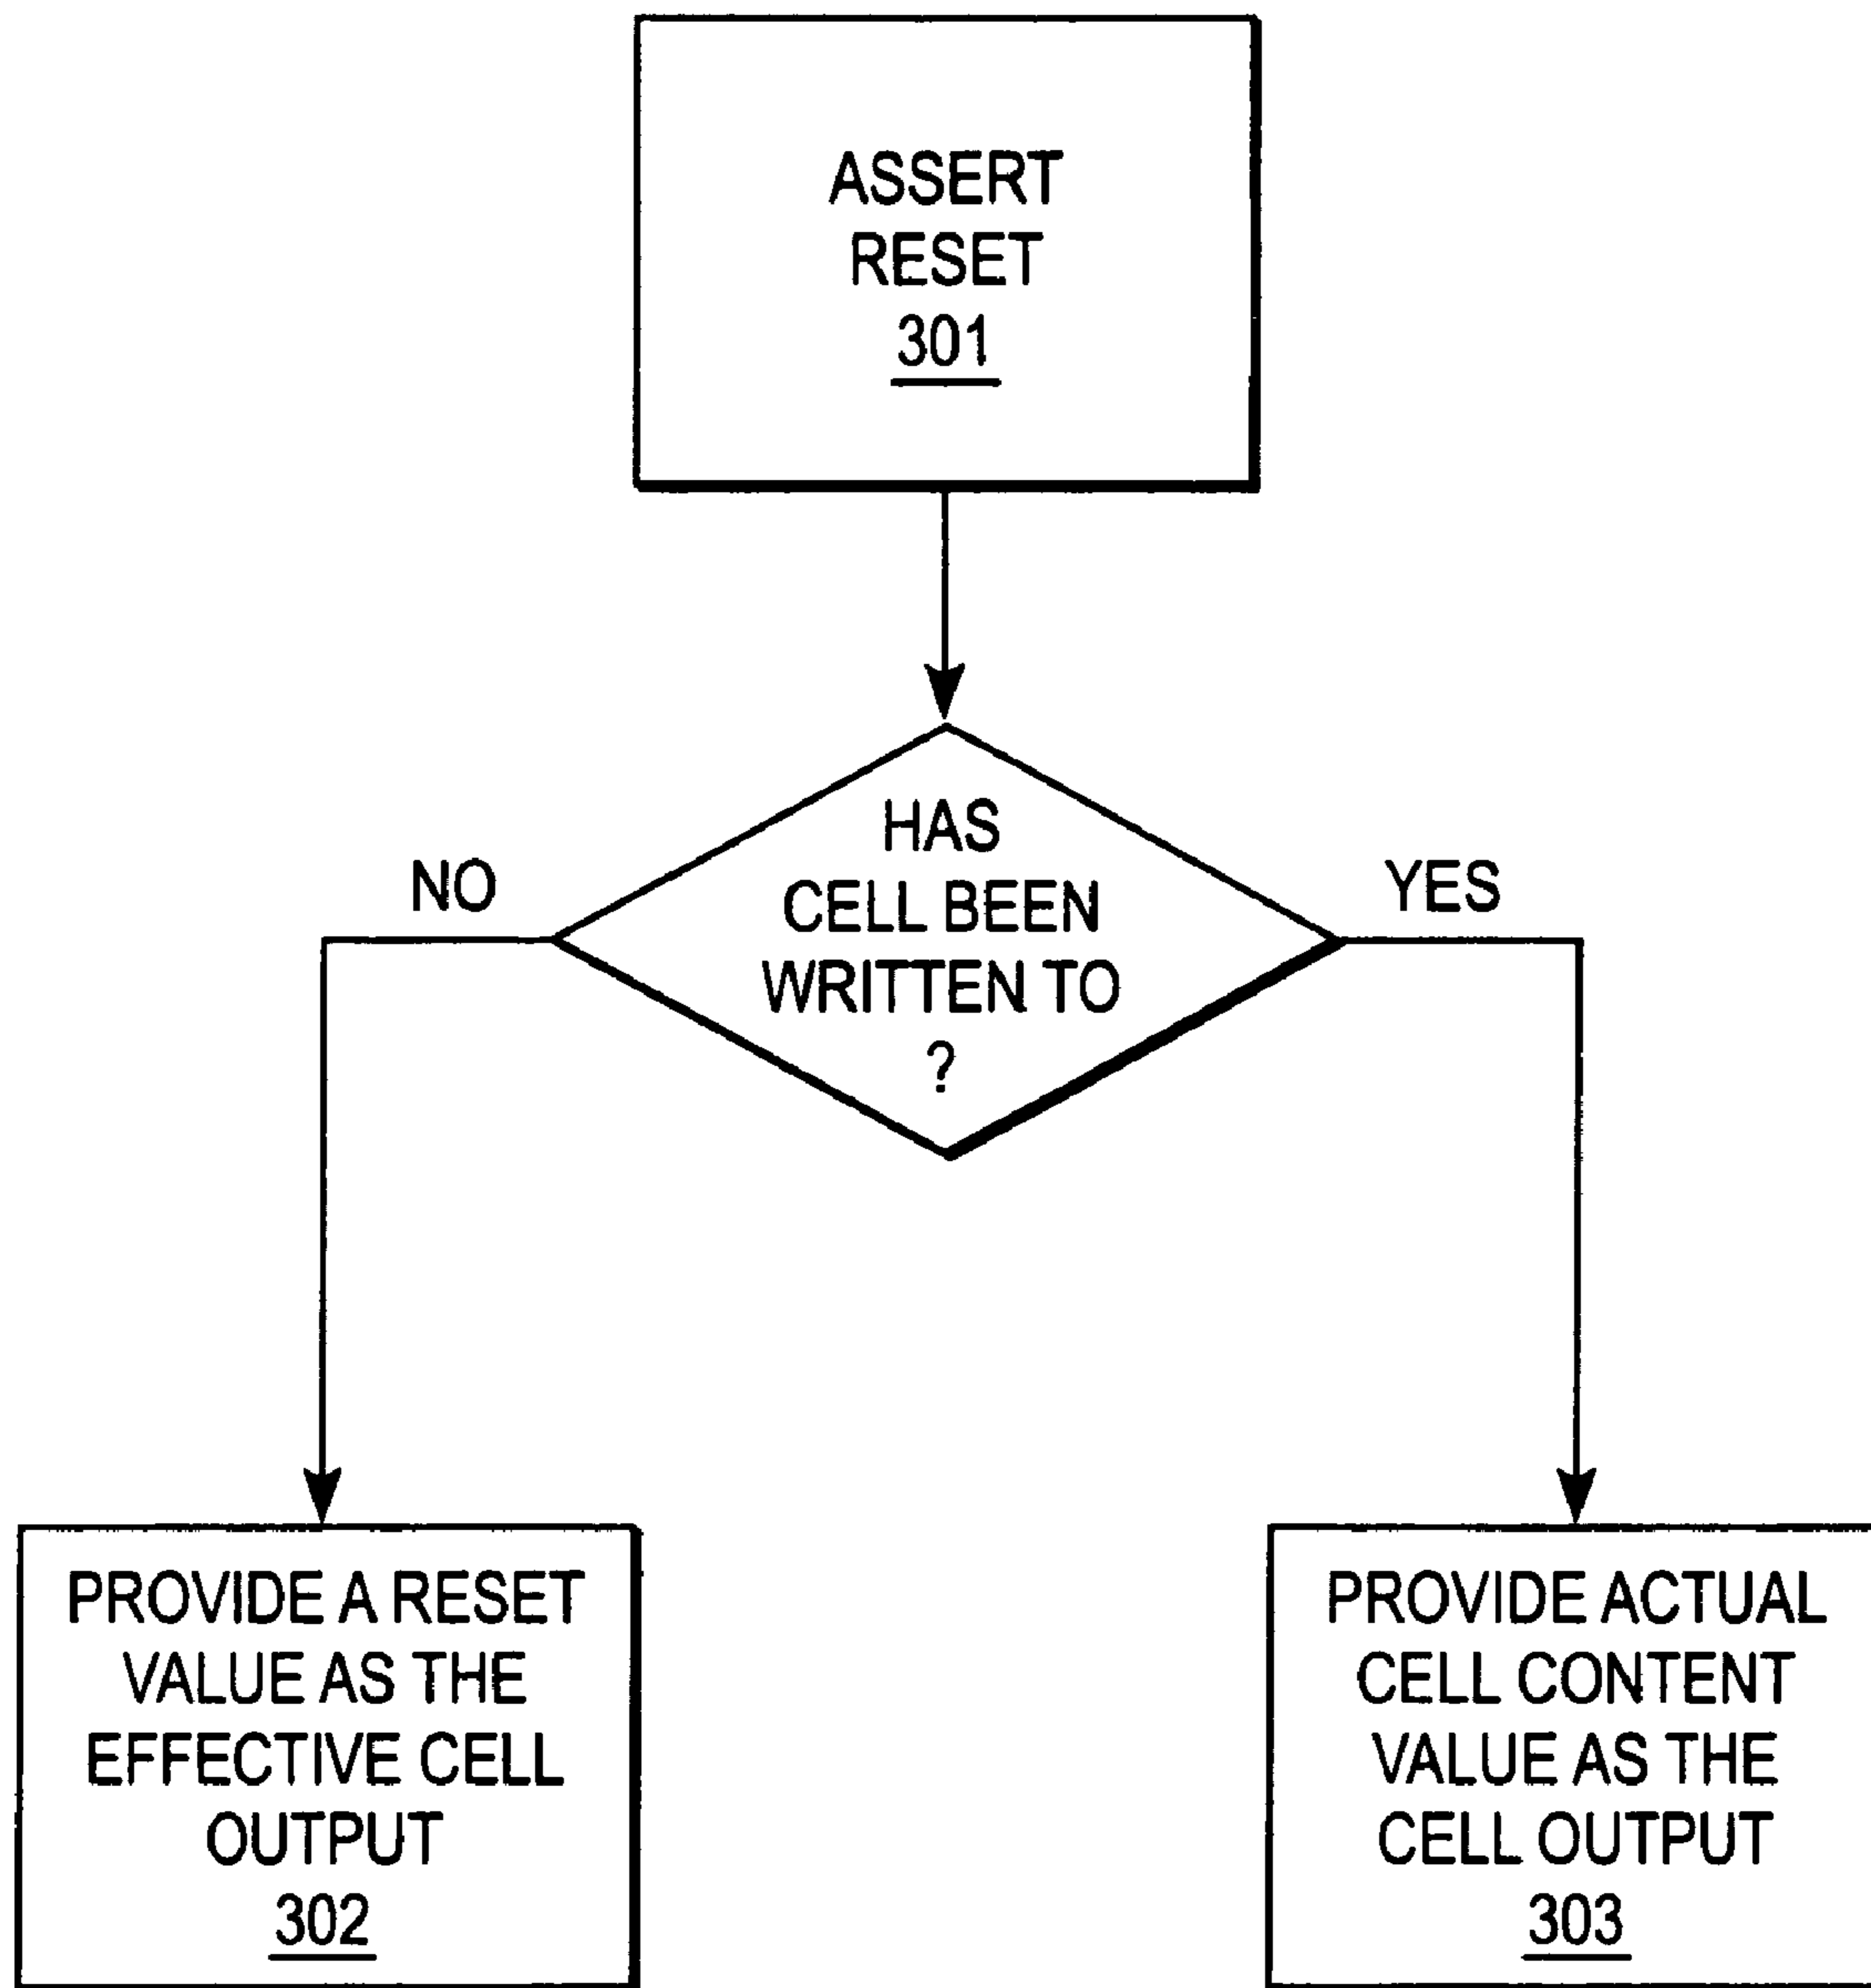 ASSERT
RESET
301
HAS
CELL BEEN
WRITTEN TO
?
NO
YES
PROVIDE A RESET
VALUE AS THE
EFFECTIVE CELL
OUTPUT
302
PROVIDE ACTUAL
CELL CONTENT
VALUE AS THE
CELL OUTPUT
303